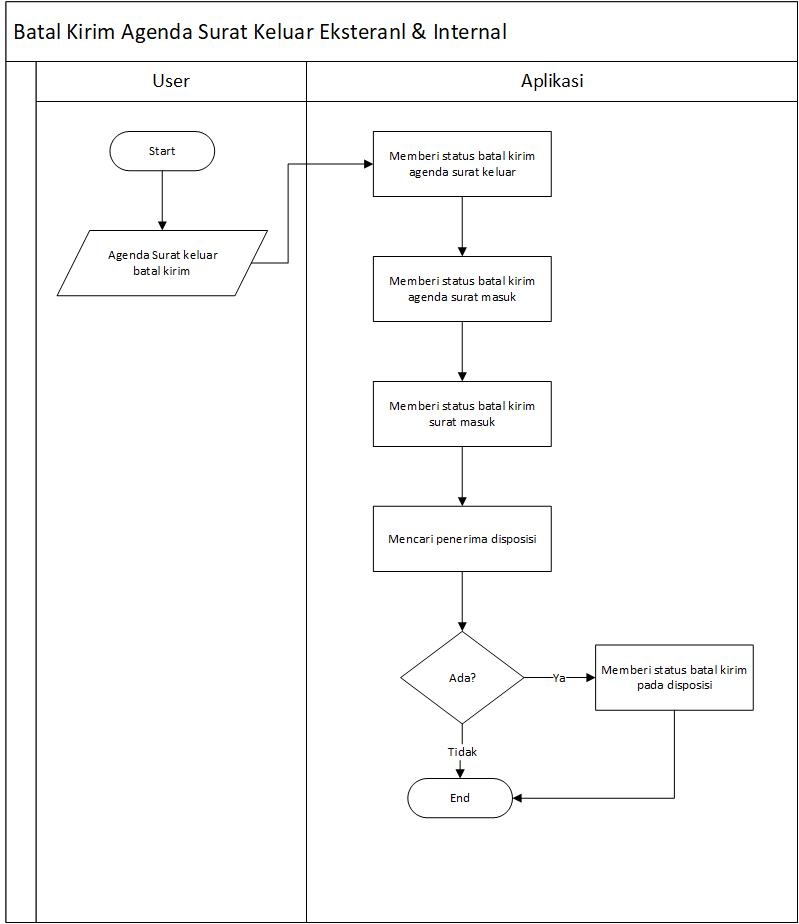 Batal Kirim Agenda Surat Keluar Eksteranl & Internal
User
Aplikasi
Start
Agenda Surat keluar
batal kirim
Memberi status batal kirim
agenda surat keluar
Memberi status batal kirim
agenda surat masuk
Memberi status batal kirim
surat masuk
Mencari penerima disposisi
Ada?
Ya
Memberi status batal kirim
pada disposisi
Tidak
End